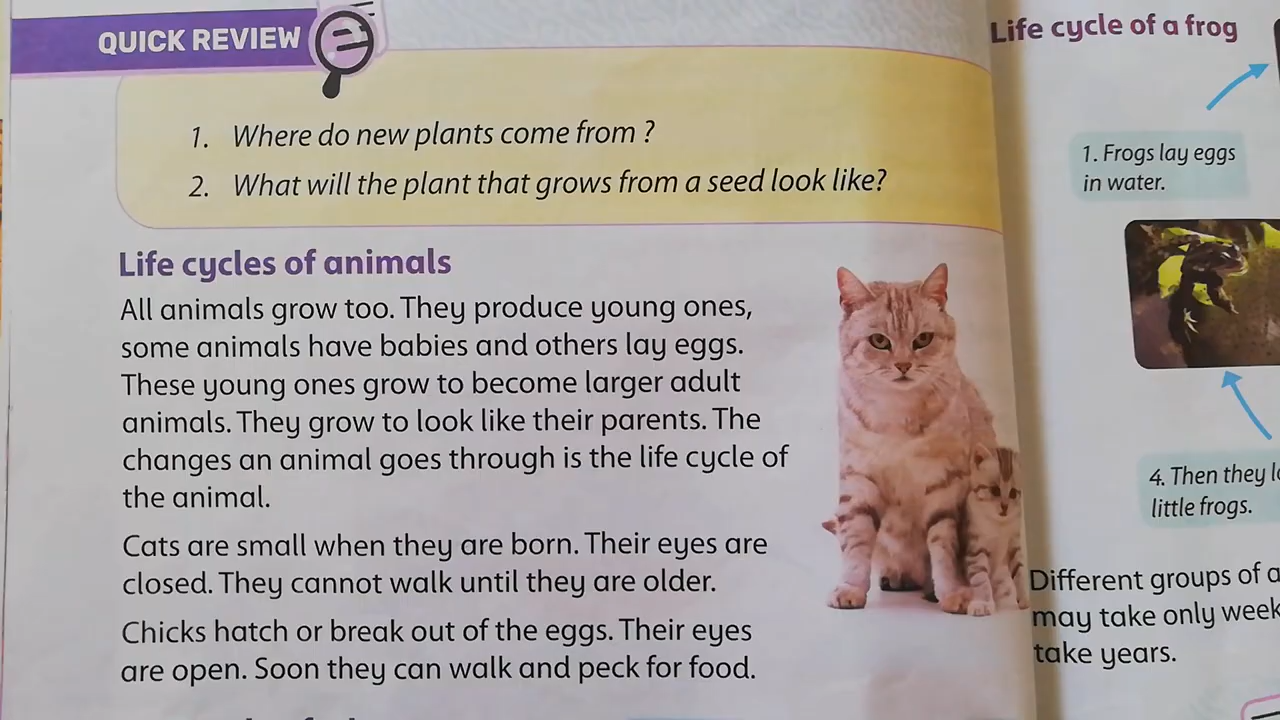 QUICK REVIEW
1. Where do new plants come from ?
2. What will the plant that grows from a seed look like?
Life cycles of animals
All animals grow too. They produce young ones,
some animals have babies and others lay eggs.
These young ones grow to become larger adult
animals. They grow to look like their parents. The
changes an animal goes through is the life cycle of
the animal.
Cats are small when they are born. Their eyes are
closed. They cannot walk until they are older.
Chicks hatch or break out of the eggs. Their eyes
are open. Soon they can walk and peck for food.
Life cycle of a frog
1. Frogs lay eggs
in water.
4. Then they
little frogs.
Different groups of
may take only
take years.